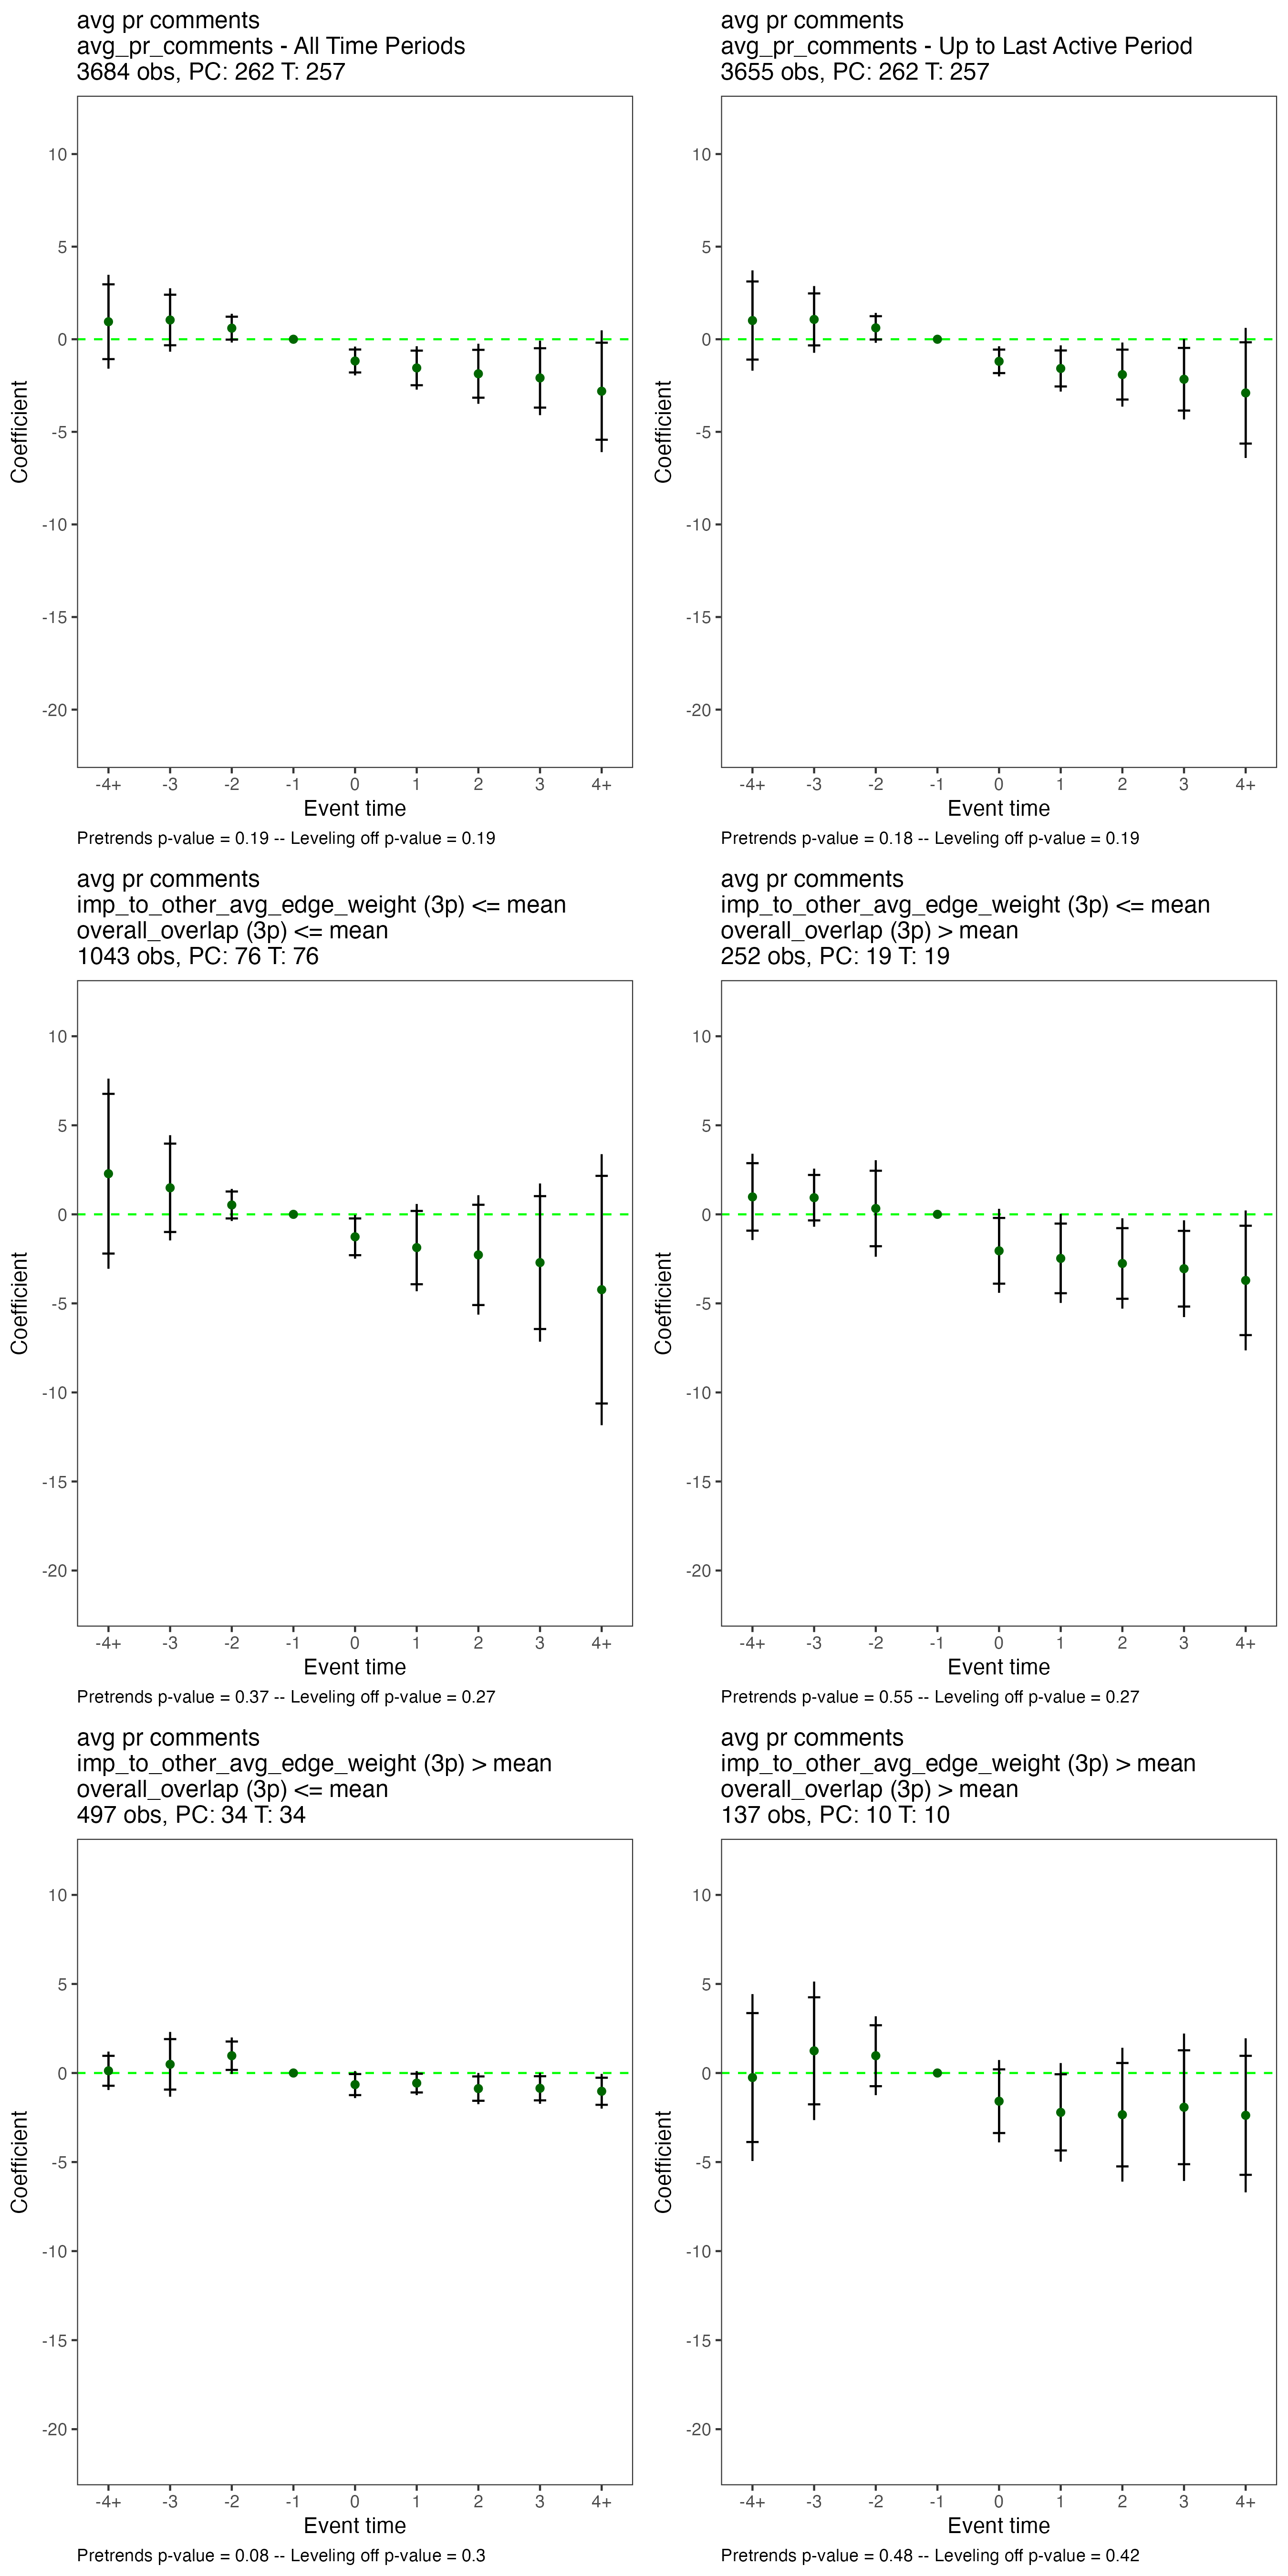 avg pr comments
avg_pr_comments - All Time Periods
3684 obs, PC: 262 T: 257
10
5
0
-5
-10
-15
-20
Coefficient
-4+ -3 -2 -1 0 1 2 3 4+
Event time
Pretrends p-value = 0.19 -- Leveling off p-value = 0.19
avg pr comments
avg_pr_comments - Up to Last Active Period
3655 obs, PC: 262 T: 257
10
5
0
-5
-10
-15
-20
Coefficient
-4+ -3 -2 -1 0 1 2 3 4+
Event time
Pretrends p-value = 0.18 -- Leveling off p-value = 0.19
avg pr comments
imp_to_other_avg_edge_weight (3p) <= mean
overall_overlap (3p) <= mean
1043 obs, PC: 76 T: 76
10
5
0
-5
-10
-15
-20
Coefficient
-4+ -3 -2 -1 0 1 2 3 4+
Event time
Pretrends p-value = 0.37 -- Leveling off p-value = 0.27
avg pr comments
imp_to_other_avg_edge_weight (3p) <= mean
overall_overlap (3p) > mean
252 obs, PC: 19 T: 19
10
5
0
-5
-10
-15
-20
Coefficient
-4+ -3 -2 -1 0 1 2 3 4+
Event time
Pretrends p-value = 0.55 -- Leveling off p-value = 0.27
avg pr comments
imp_to_other_avg_edge_weight (3p) > mean
overall_overlap (3p) <= mean
497 obs, PC: 34 T: 34
10
5
0
-5
-10
-15
-20
Coefficient
-4+ -3 -2 -1 0 1 2 3 4+
Event time
Pretrends p-value = 0.08 -- Leveling off p-value = 0.3
avg pr comments
imp_to_other_avg_edge_weight (3p) > mean
overall_overlap (3p) > mean
137 obs, PC: 10 T: 10
10
5
0
-5
-10
-15
-20
Coefficient
-4+ -3 -2 -1 0 1 2 3 4+
Event time
Pretrends p-value = 0.48 -- Leveling off p-value = 0.42